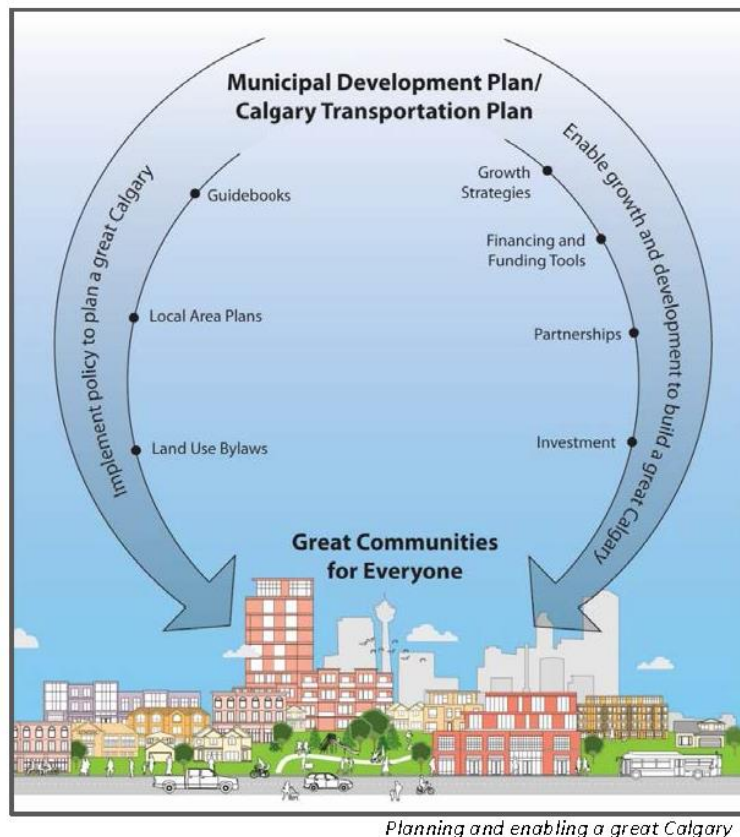 Municipal Development Plan/
Calgary Transportation Plan
Implement policy to plan a great Calgary
Guidebooks
Local Area Plans
Land Use Bylaws
Enable growth and development to build a great Calgary
Growth
Strategies
Financing and
Funding Tools
Partnerships
Investment
Great Communities
for Everyone
Planning and enabling a great Calgary